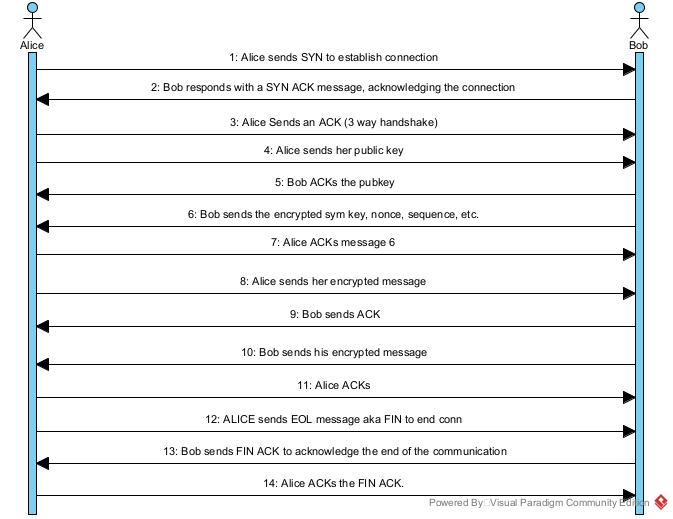 Alice
Bob
1: Alice sends SYN to establish connection
2: Bob responds with a SYN ACK message, acknowledging the connection
3: Alice Sends an ACK (3 way handshake)
4: Alice sends her public key
5: Bob ACKs the pubkey
6: Bob sends the encrypted sym key, nonce, sequence, etc.
7: Alice ACKs message 6
8: Alice sends her encrypted message
9: Bob sends ACK
10: Bob sends his encrypted message
11: Alice ACKs
12: ALICE sends EOL message aka FIN to end conn
13: Bob sends FIN ACK to acknowledge the end of the communication
14: Alice ACKs the FIN ACK.
Powered By Visual Paradigm Community Edition